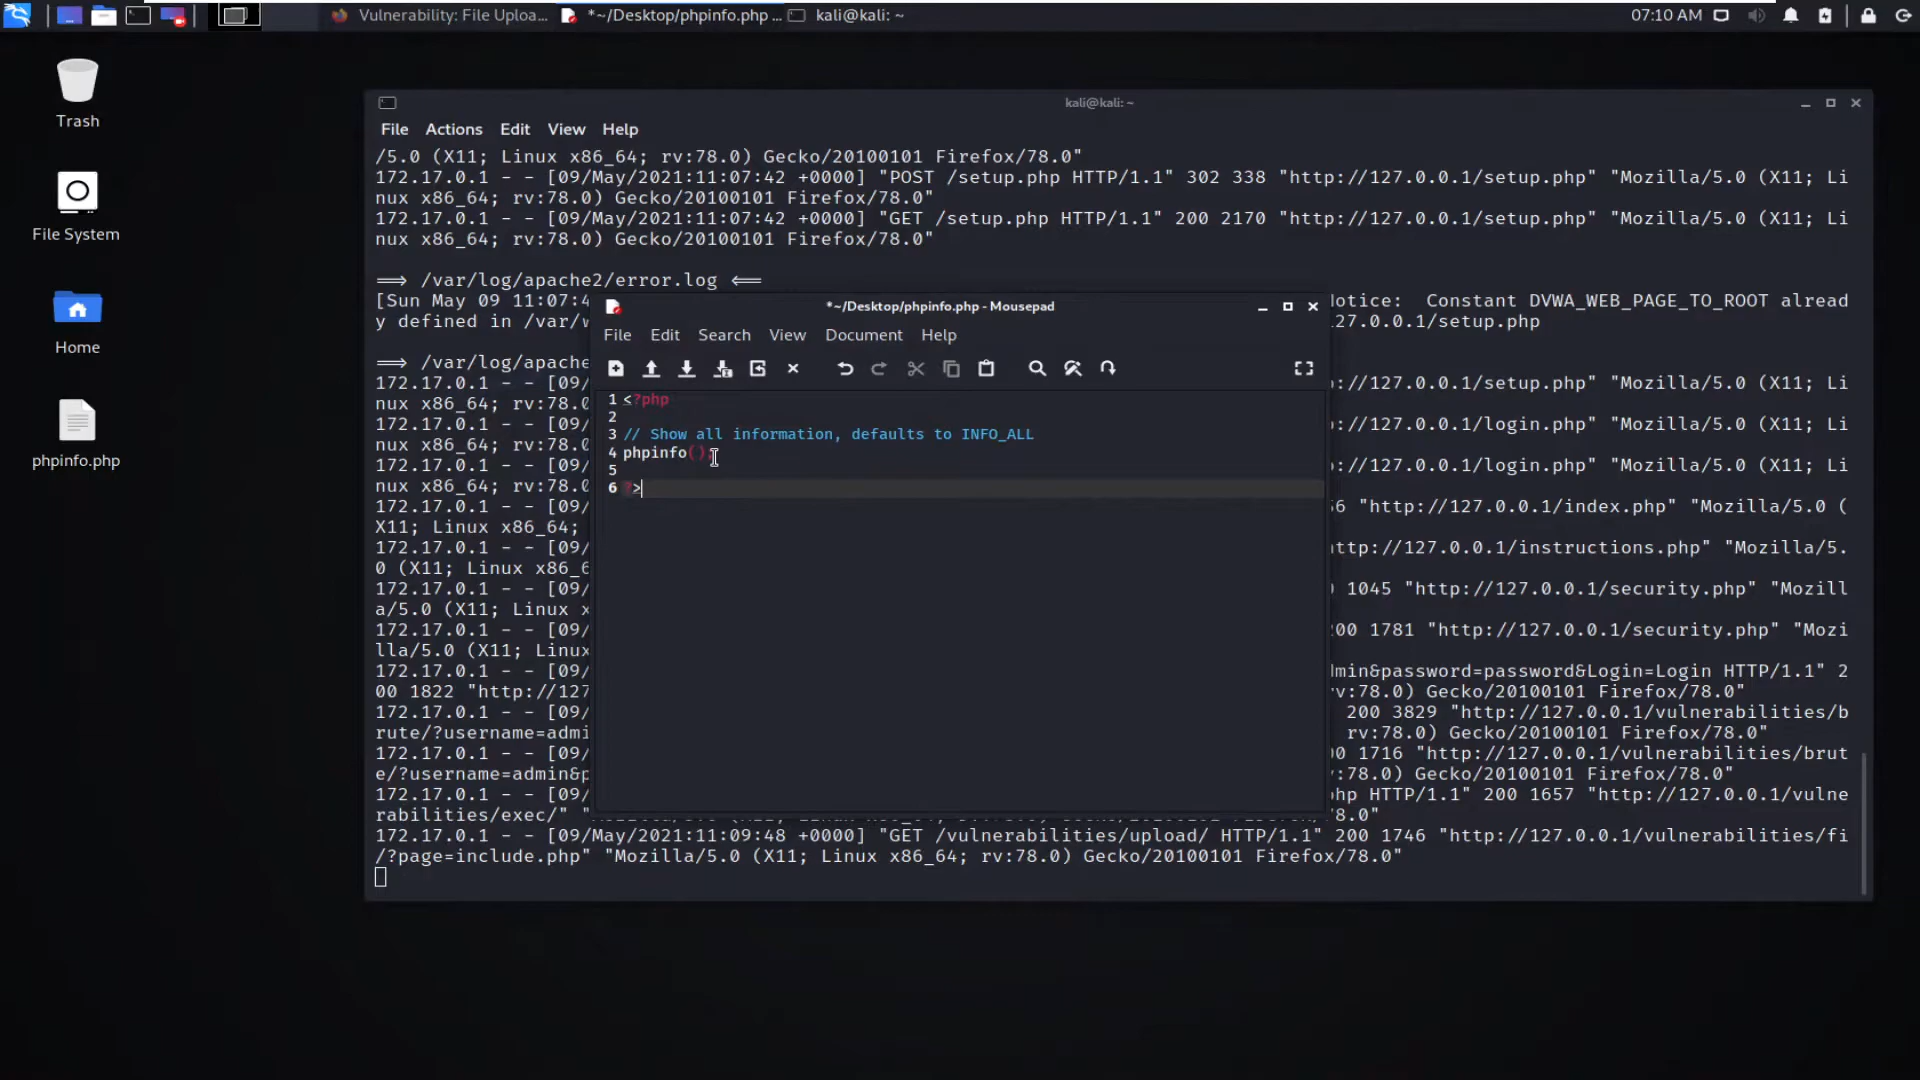 Vulnerability: File Uploa...
*~/Desktop/phpinfo.php ...
kali@kali: ~
07:10 AM
Trash
File System
Home
phpinfo.php
kali@kali: ~
File Actions Edit View Help
/5.0 (X11; Linux x86_64; rv:78.0) Gecko/20100101 Firefox/78.0"
172.17.0.1 - - [09/May/2021:11:07:42 +0000] "POST /setup.php HTTP/1.1" 302 338 "http://127.0.0.1/setup.php" "Mozilla/5.0 (X11; Li
nux x86_64; rv:78.0) Gecko/20100101 Firefox/78.0"
172.17.0.1 - - [09/May/2021:11:07:42 +0000] "GET /setup.php HTTP/1.1" 200 2170 "http://127.0.0.1/setup.php" "Mozilla/5.0 (X11; Li
nux x86_64; rv:78.0) Gecko/20100101 Firefox/78.0"
==> /var/log/apache2/error.log <==
[Sun May 09 11:07:4 otice: Constant DVWA_WEB_PAGE_TO_ROOT alread
y defined in /var/w 27.0.0.1/setup.php
==> /var/log/apache
172.17.0.1 - - [09/ ://127.0.0.1/setup.php" "Mozilla/5.0 (X11; Li
nux x86_64; rv:78.0
172.17.0.1 - - [09/ ://127.0.0.1/login.php" "Mozilla/5.0 (X11; Li
nux x86_64; rv:78.0
172.17.0.1 - - [09/ ://127.0.0.1/login.php" "Mozilla/5.0 (X11; Li
nux x86_64; rv:78.0
172.17.0.1 - - [09/ 6 "http://127.0.0.1/index.php" "Mozilla/5.0 (
X11; Linux x86_64;
172.17.0.1 - - [09/ ttp://127.0.0.1/instructions.php" "Mozilla/5.
0 (X11; Linux x86_6
172.17.0.1 - - [09/ 1045 "http://127.0.0.1/security.php" "Mozill
a/5.0 (X11; Linux x
172.17.0.1 - - [09/ 00 1781 "http://127.0.0.1/security.php" "Mozi
lla/5.0 (X11; Linux
172.17.0.1 - - [09/ min&password=password&Login=Login HTTP/1.1" 2
00 1822 "http://127 v:78.0) Gecko/20100101 Firefox/78.0"
172.17.0.1 - - [09/ 200 3829 "http://127.0.0.1/vulnerabilities/b
rute/?username=admi rv:78.0) Gecko/20100101 Firefox/78.0"
172.17.0.1 - - [09/ 0 1716 "http://127.0.0.1/vulnerabilities/brut
e/?username=admin&p :78.0) Gecko/20100101 Firefox/78.0"
172.17.0.1 - - [09/ hp HTTP/1.1" 200 1657 "http://127.0.0.1/vulne
rabilities/exec/" 8.0"
172.17.0.1 - - [09/May/2021:11:09:48 +0000] "GET /vulnerabilities/upload/ HTTP/1.1" 200 1746 "http://127.0.0.1/vulnerabilities/fi
/?page=include.php" "Mozilla/5.0 (X11; Linux x86_64; rv:78.0) Gecko/20100101 Firefox/78.0"
*~/Desktop/phpinfo.php - Mousepad
File Edit Search View Document Help
1 <?php
2
3 // Show all information, defaults to INFO_ALL
4 phpinfo();
5
6 ?>